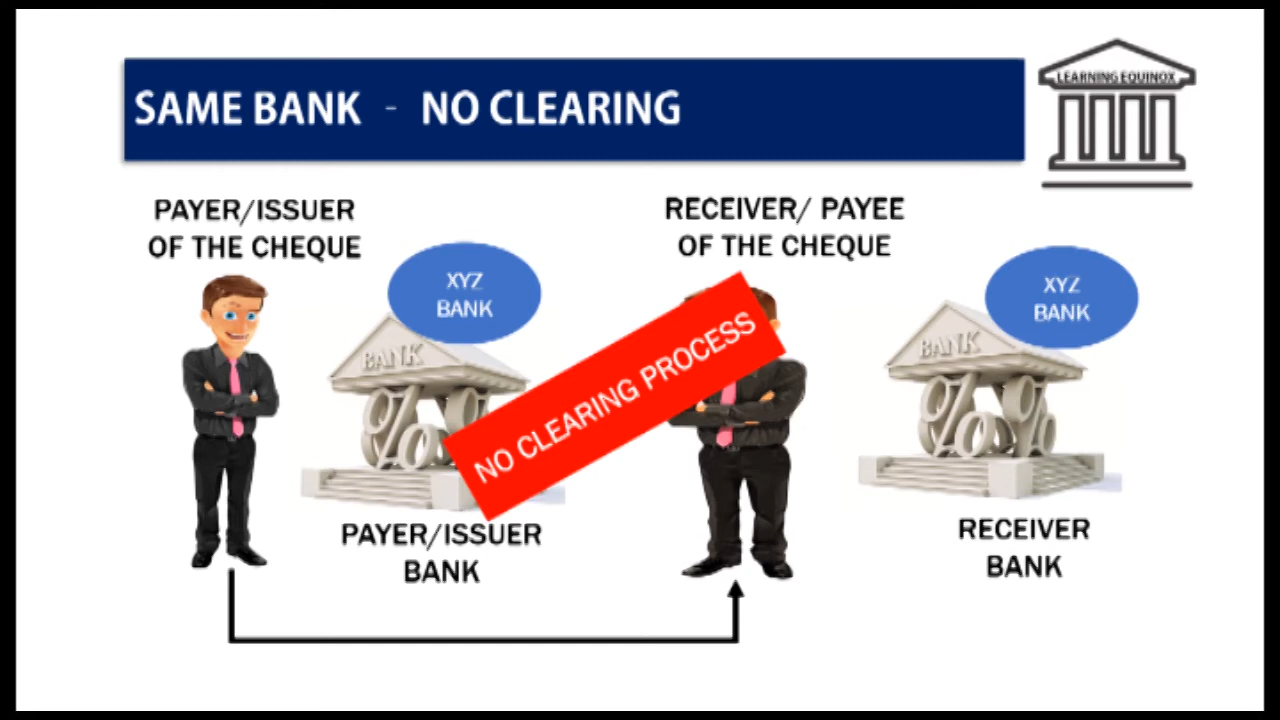 SAME BANK - NO CLEARING
LEARNING EQUINOX
PAYER/ISSUER
OF THE CHEQUE
RECEIVER/ PAYEE
OF THE CHEQUE
XYZ
BANK
XYZ
BANK
BANK
BANK
NO CLEARING PROCESS
PAYER/ISSUER
BANK
RECEIVER
BANK